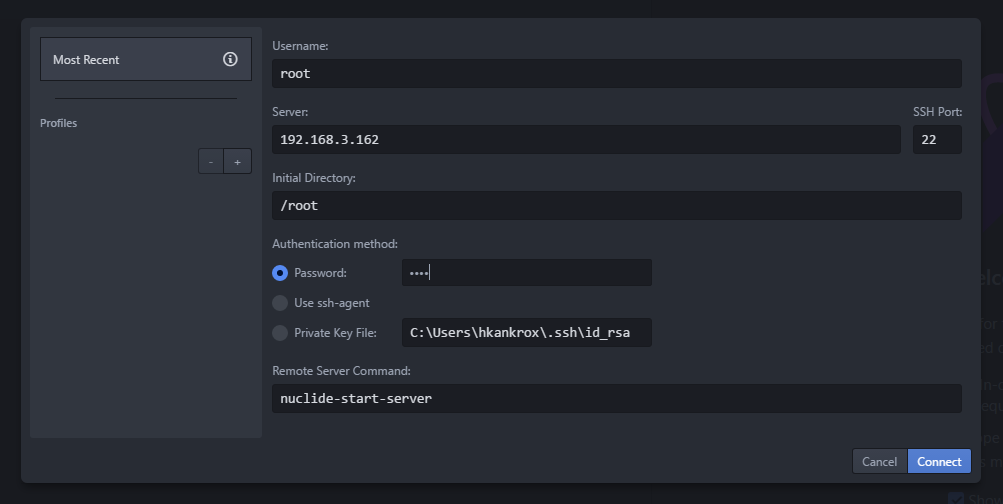 Most Recent
Profiles
-
+
Username:
root
Server:
SSH Port:
192.168.3.162
22
Initial Directory:
/root
Authentication method:
Password:
••••
Use ssh-agent
Private Key File:
C:\Users\hkankrox\.ssh\id_rsa
Remote Server Command:
nuclide-start-server
Cancel
Connect